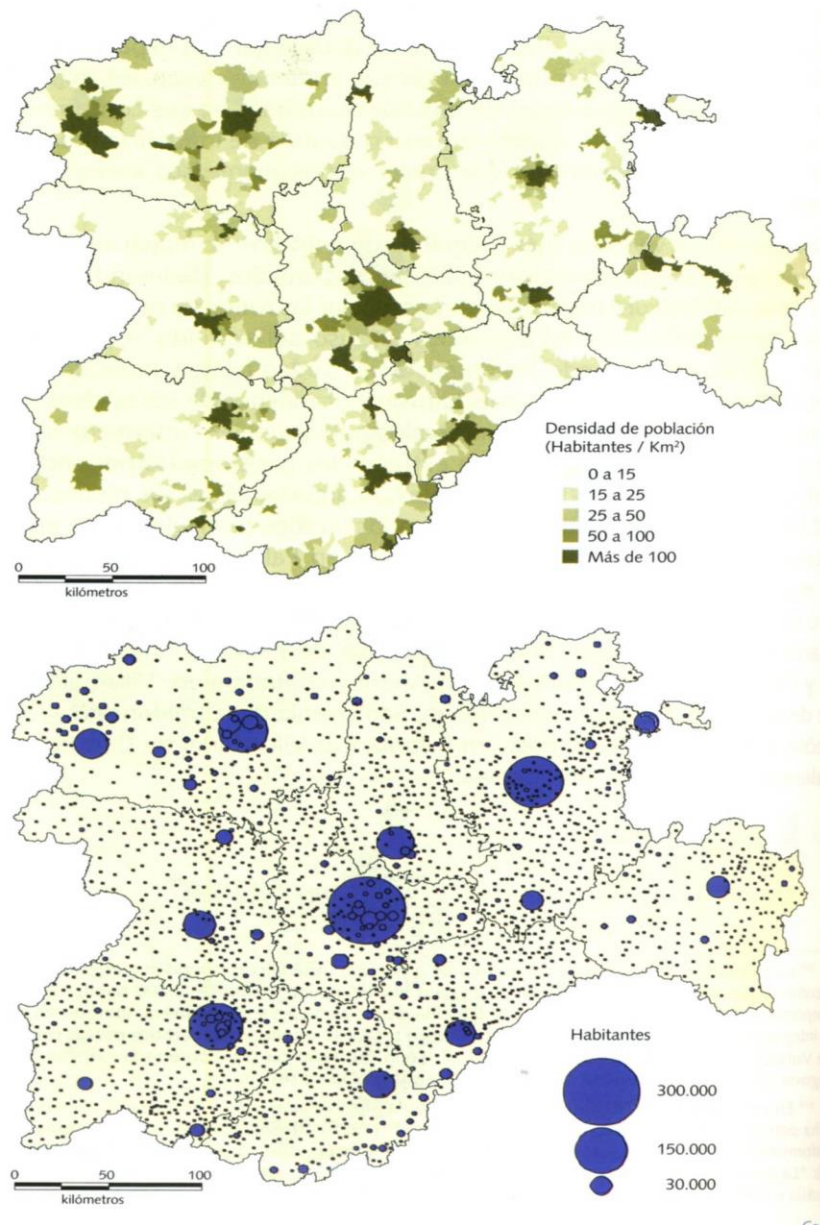 Densidad de población
(Habitantes / Km²)
0 a 15
15 a 25
25 a 50
50 a 100
Más de 100
0 50 100
kilómetros
Habitantes
300.000
150.000
30.000
0 50 100
kilómetros